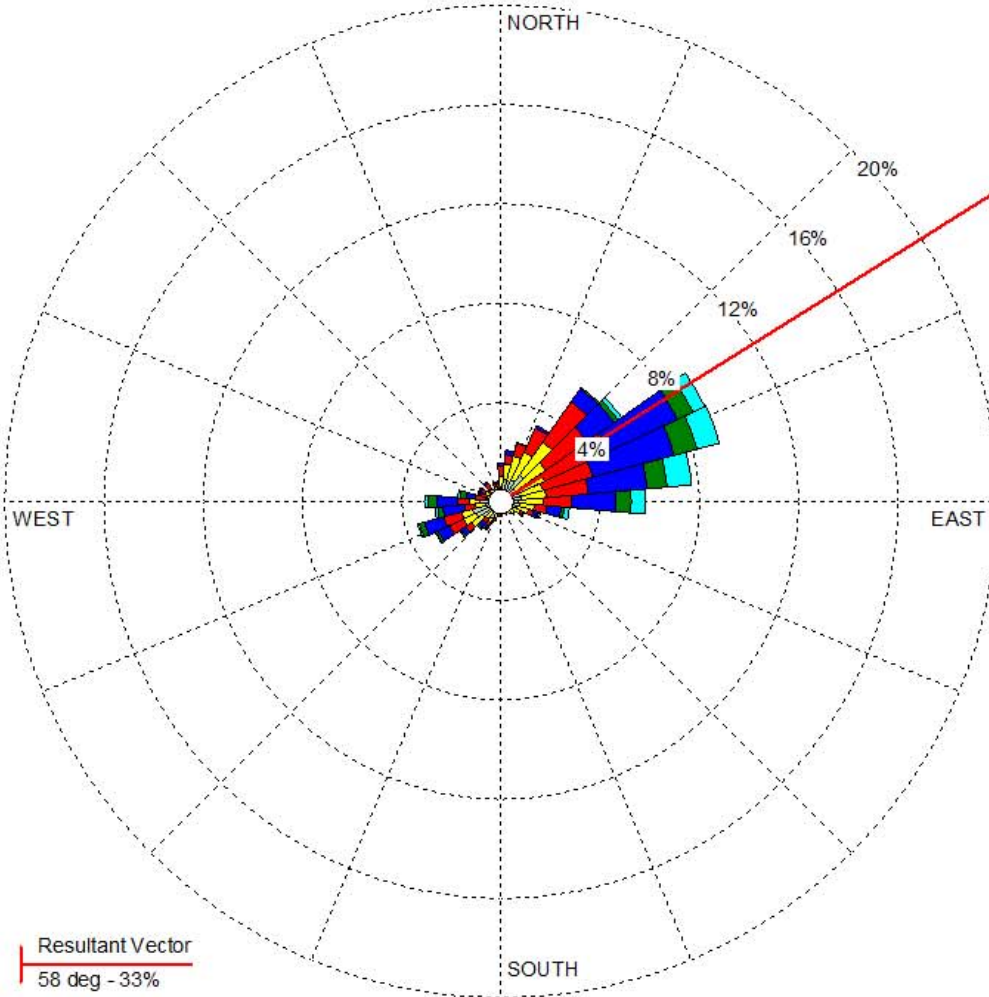 NORTH
20%
16%
12%
8%
4%
WEST
EAST
Resultant Vector
58 deg - 33%
SOUTH